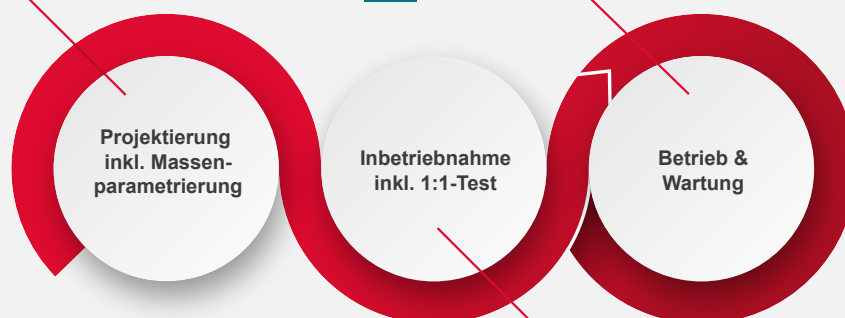 Projektierung
inkl. Massen-
parametrierung
Inbetriebnahme
inkl. 1:1-Test
Betrieb &
Wartung